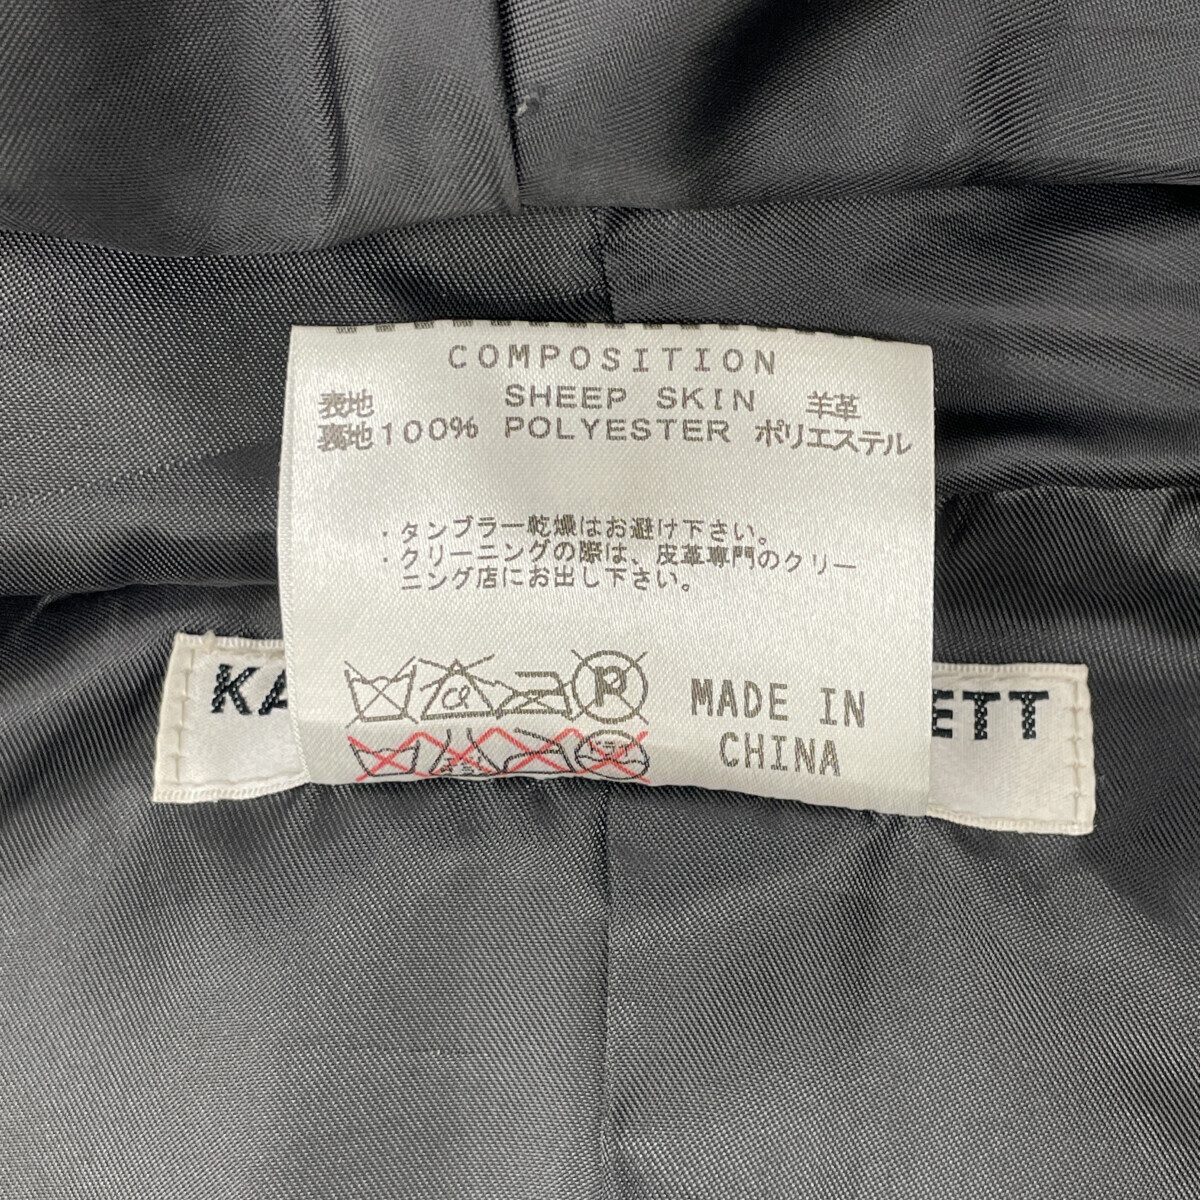 COMPOSITION
表地 SHEEP SKIN 羊革
裏地100% POLYESTER ポリエステル
・タンブラー乾燥はお避け下さい。
・クリーニングの際は、皮革専門のクリー
ニング店にお出し下さい。
P
MADE IN
CHINA
ドライ
KA
ETT